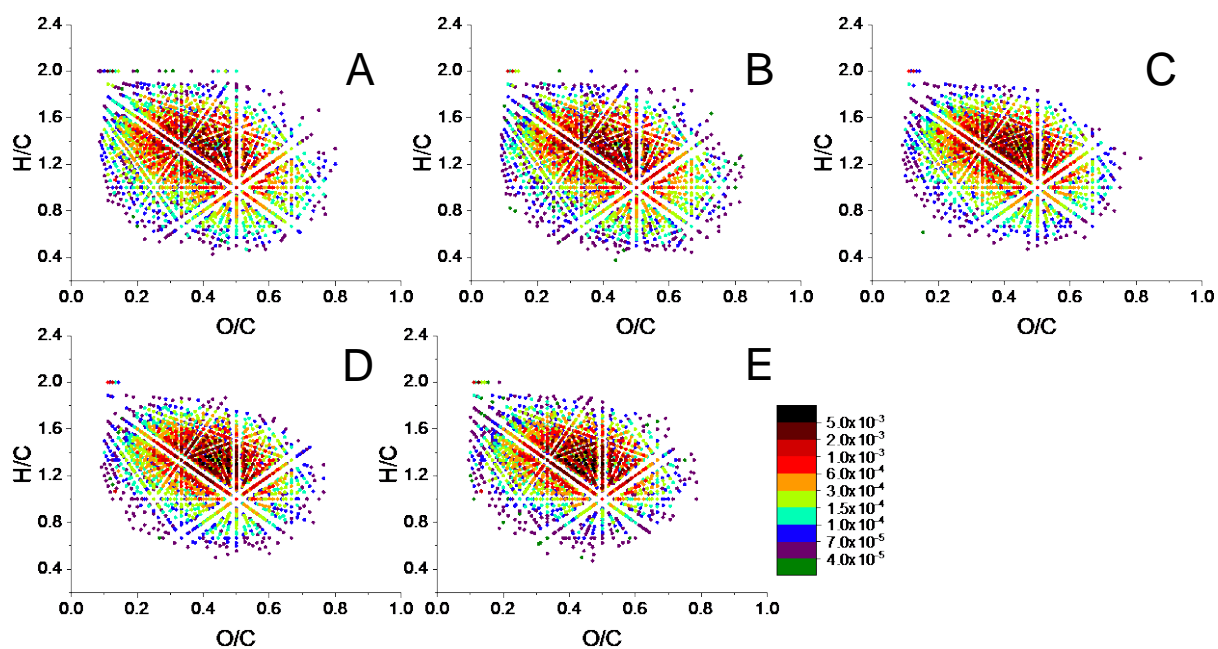 2.4 2.4 2.4
A B C
2.0 2.0 2.0
1.6 1.6 1.6
H/C H/C H/C
1.2 1.2 1.2
0.8 0.8 0.8
0.4 0.4 0.4
0.0 0.2 0.4 0.6 0.8 1.0 0.0 0.2 0.4 0.6 0.8 1.0 0.0 0.2 0.4 0.6 0.8 1.0
O/C O/C O/C
2.4 2.4
D E
2.0 2.0
1.6 1.6
H/C H/C
1.2 1.2
0.8 0.8
0.4 0.4
0.0 0.2 0.4 0.6 0.8 1.0 0.0 0.2 0.4 0.6 0.8 1.0
O/C O/C
5.0x10⁻³
2.0x10⁻³
1.0x10⁻³
6.0x10⁻⁴
3.0x10⁻⁴
1.5x10⁻⁴
1.0x10⁻⁴
7.0x10⁻⁵
4.0x10⁻⁵